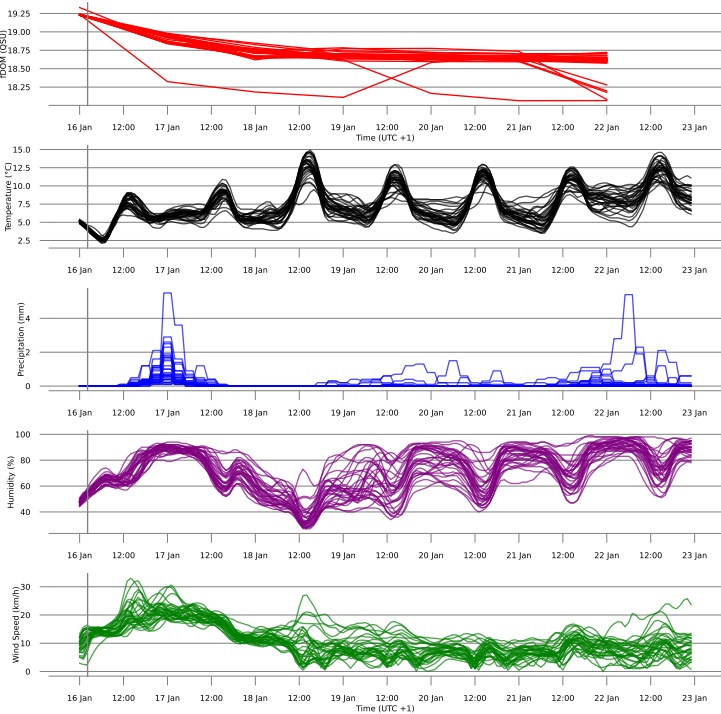 fDOM (QSU)
19.25
19.00
18.75
18.50
18.25
16 Jan 12:00 17 Jan 12:00 18 Jan 12:00 19 Jan 12:00 20 Jan 12:00 21 Jan 12:00 22 Jan 12:00 23 Jan
Time (UTC +1)
Temperature (°C)
15.0
12.5
10.0
7.5
5.0
2.5
16 Jan 12:00 17 Jan 12:00 18 Jan 12:00 19 Jan 12:00 20 Jan 12:00 21 Jan 12:00 22 Jan 12:00 23 Jan
Precipitation (mm)
4
2
0
16 Jan 12:00 17 Jan 12:00 18 Jan 12:00 19 Jan 12:00 20 Jan 12:00 21 Jan 12:00 22 Jan 12:00 23 Jan
Humidity (%)
100
80
60
40
16 Jan 12:00 17 Jan 12:00 18 Jan 12:00 19 Jan 12:00 20 Jan 12:00 21 Jan 12:00 22 Jan 12:00 23 Jan
Wind Speed (km/h)
30
20
10
0
16 Jan 12:00 17 Jan 12:00 18 Jan 12:00 19 Jan 12:00 20 Jan 12:00 21 Jan 12:00 22 Jan 12:00 23 Jan
Time (UTC +1)